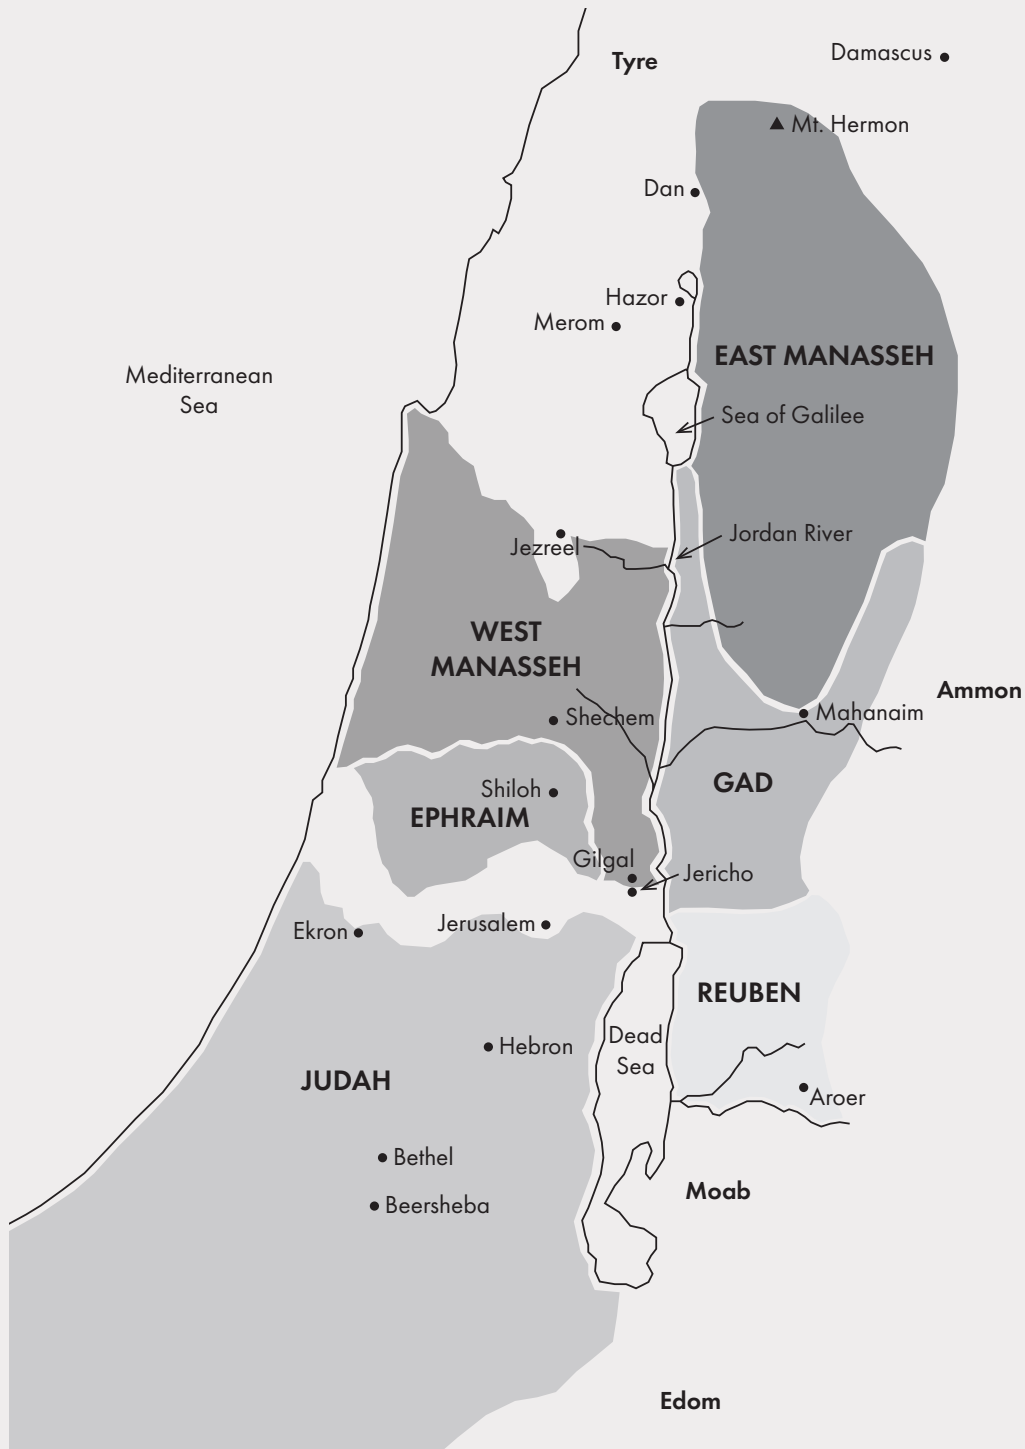 Tyre
Damascus
Mt. Hermon
Dan
Hazor
Merom
EAST MANASSEH
Mediterranean
Sea
Sea of Galilee
Jordan River
Jezreel
WEST
MANASSEH
Ammon
Shechem
Mahanaim
GAD
Shiloh
EPHRAIM
Gilgal
Jericho
Ekron
Jerusalem
REUBEN
Dead
Sea
Hebron
JUDAH
Aroer
Bethel
Moab
Beersheba
Edom